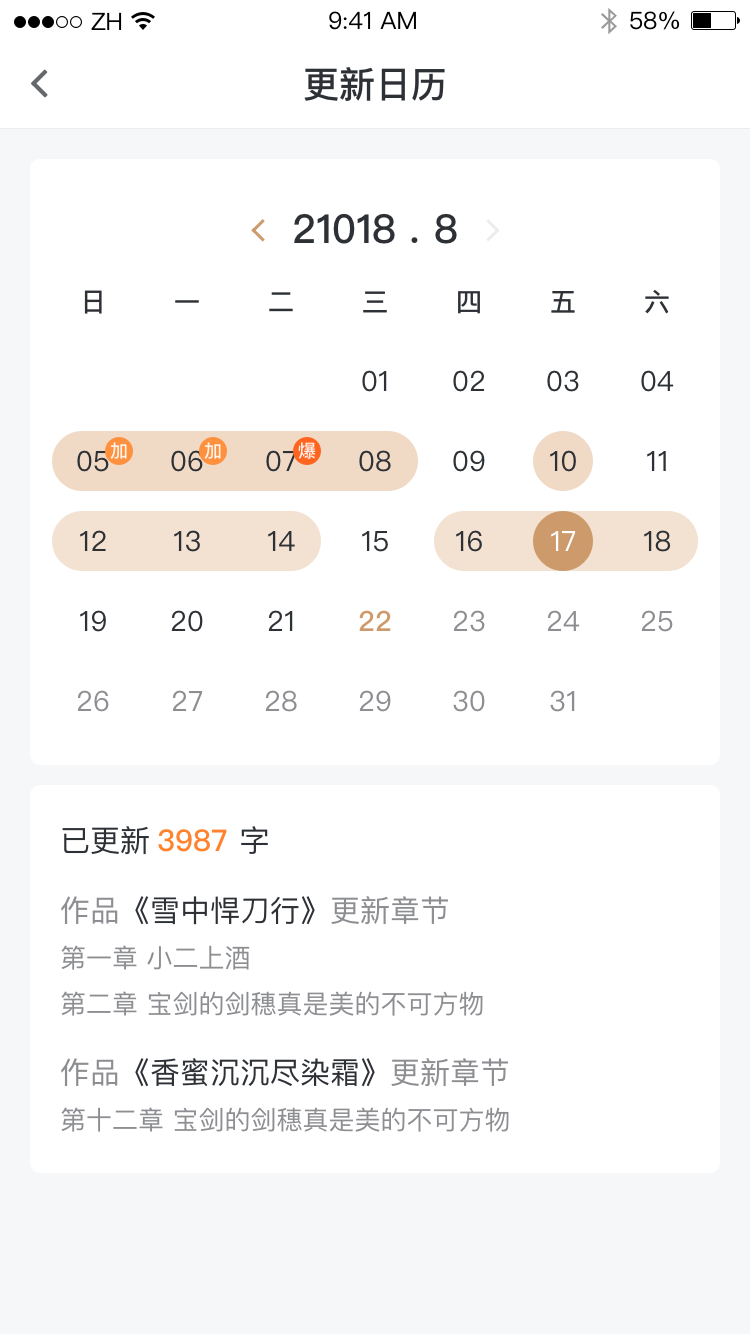 ZH 9:41 AM 58%
更新日历
21018 . 8
日 一 二 三 四 五 六
01 02 03 04
05加 06加 07爆 08 09 10 11
12 13 14 15 16 17 18
19 20 21 22 23 24 25
26 27 28 29 30 31
已更新 3987 字
作品《雪中悍刀行》更新章节
第一章 小二上酒
第二章 宝剑的剑穗真是美的不可方物
作品《香蜜沉沉尽染霜》更新章节
第十二章 宝剑的剑穗真是美的不可方物